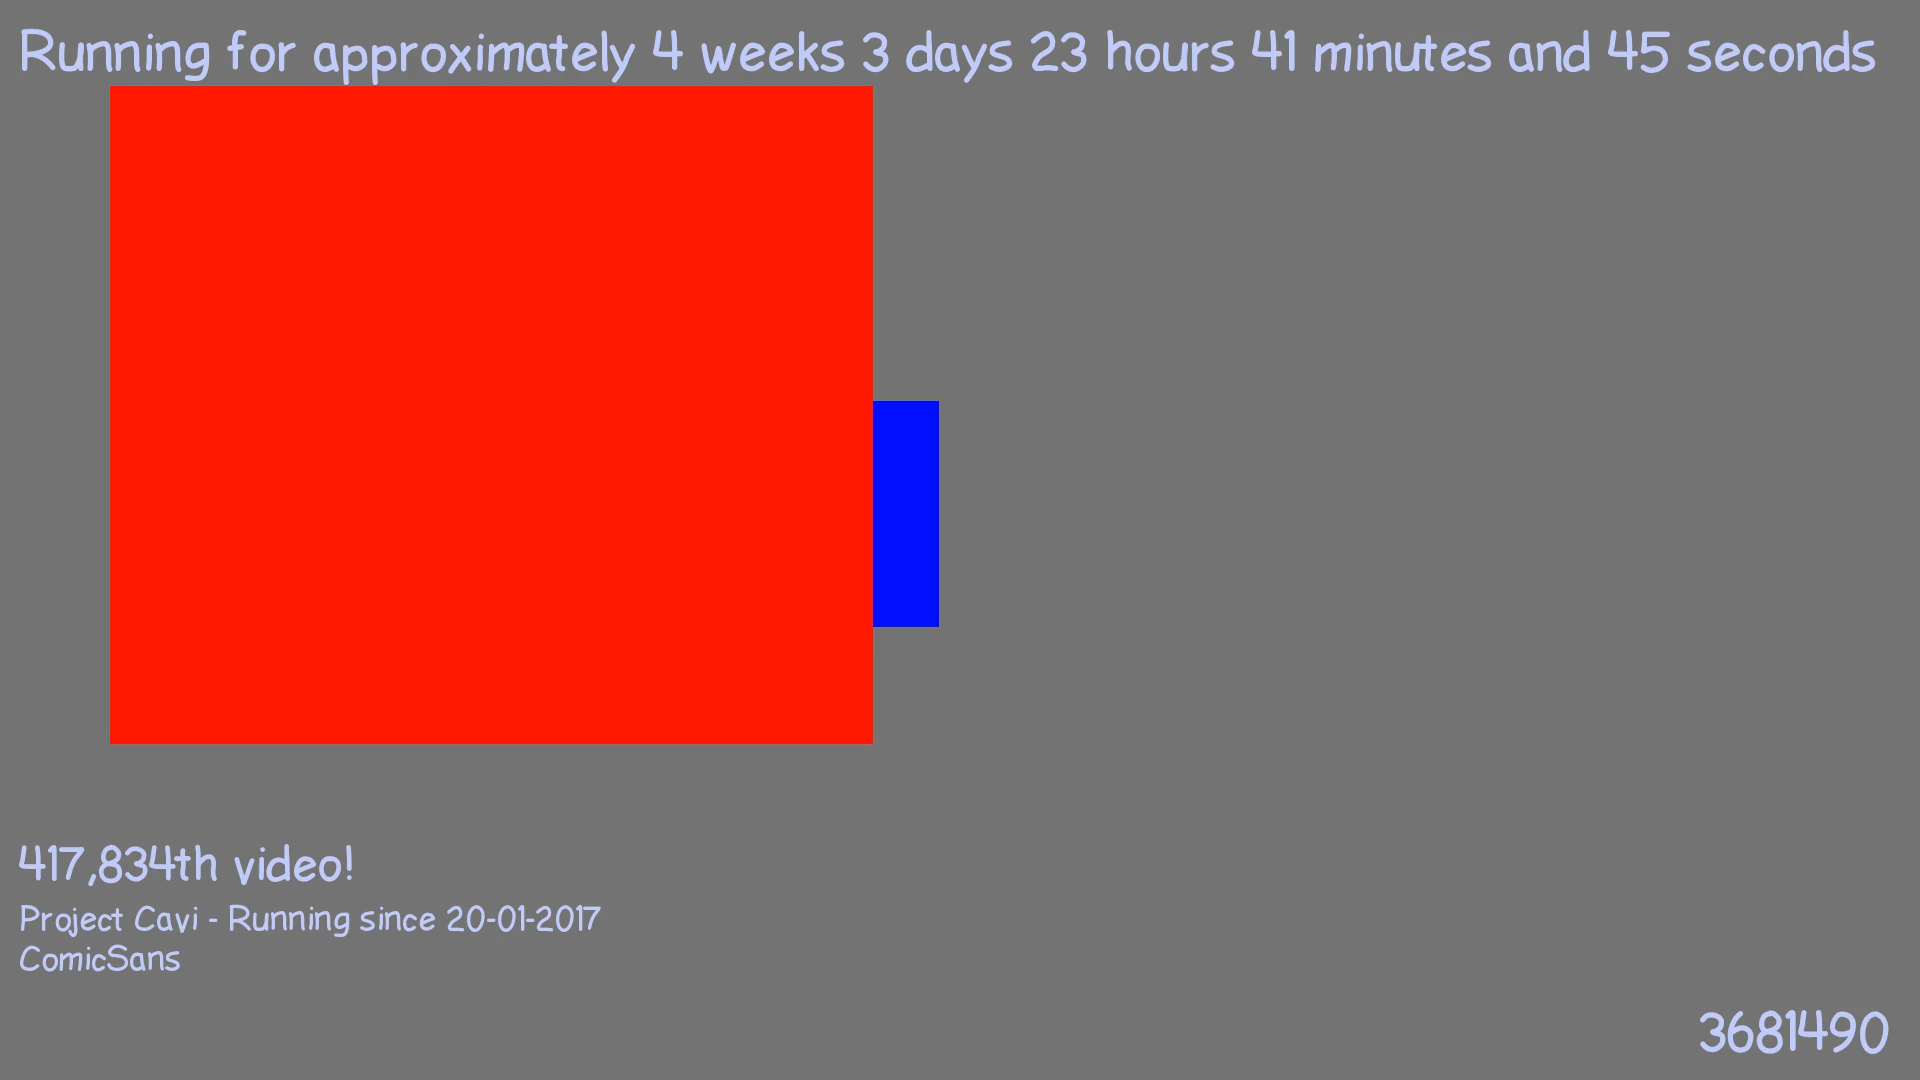 Running for approximately 4 weeks 3 days 23 hours 41 minutes and 45 seconds
417,834th video!
Project Cavi - Running since 20-01-2017
ComicSans
3681490